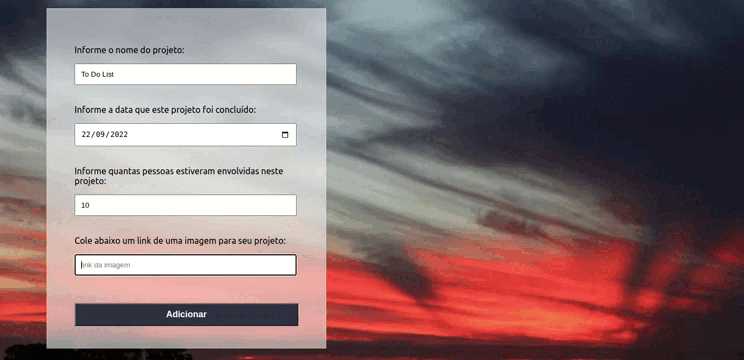 Informe o nome do projeto:
To Do List
Informe a data que este projeto foi concluído:
22/09/2022
Informe quantas pessoas estiveram envolvidas neste
projeto:
10
Cole abaixo um link de uma imagem para seu projeto:
link da imagem
Adicionar